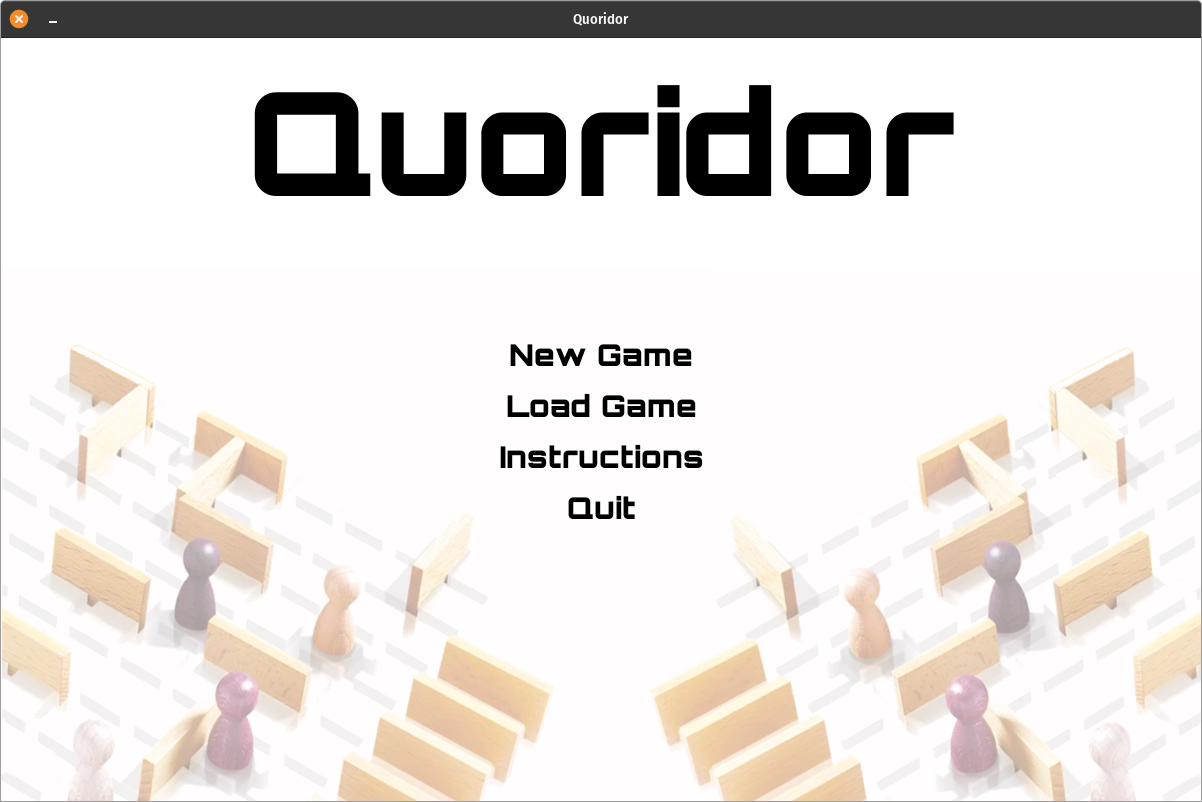 Quoridor
Quoridor
New Game
Load Game
Instructions
Quit